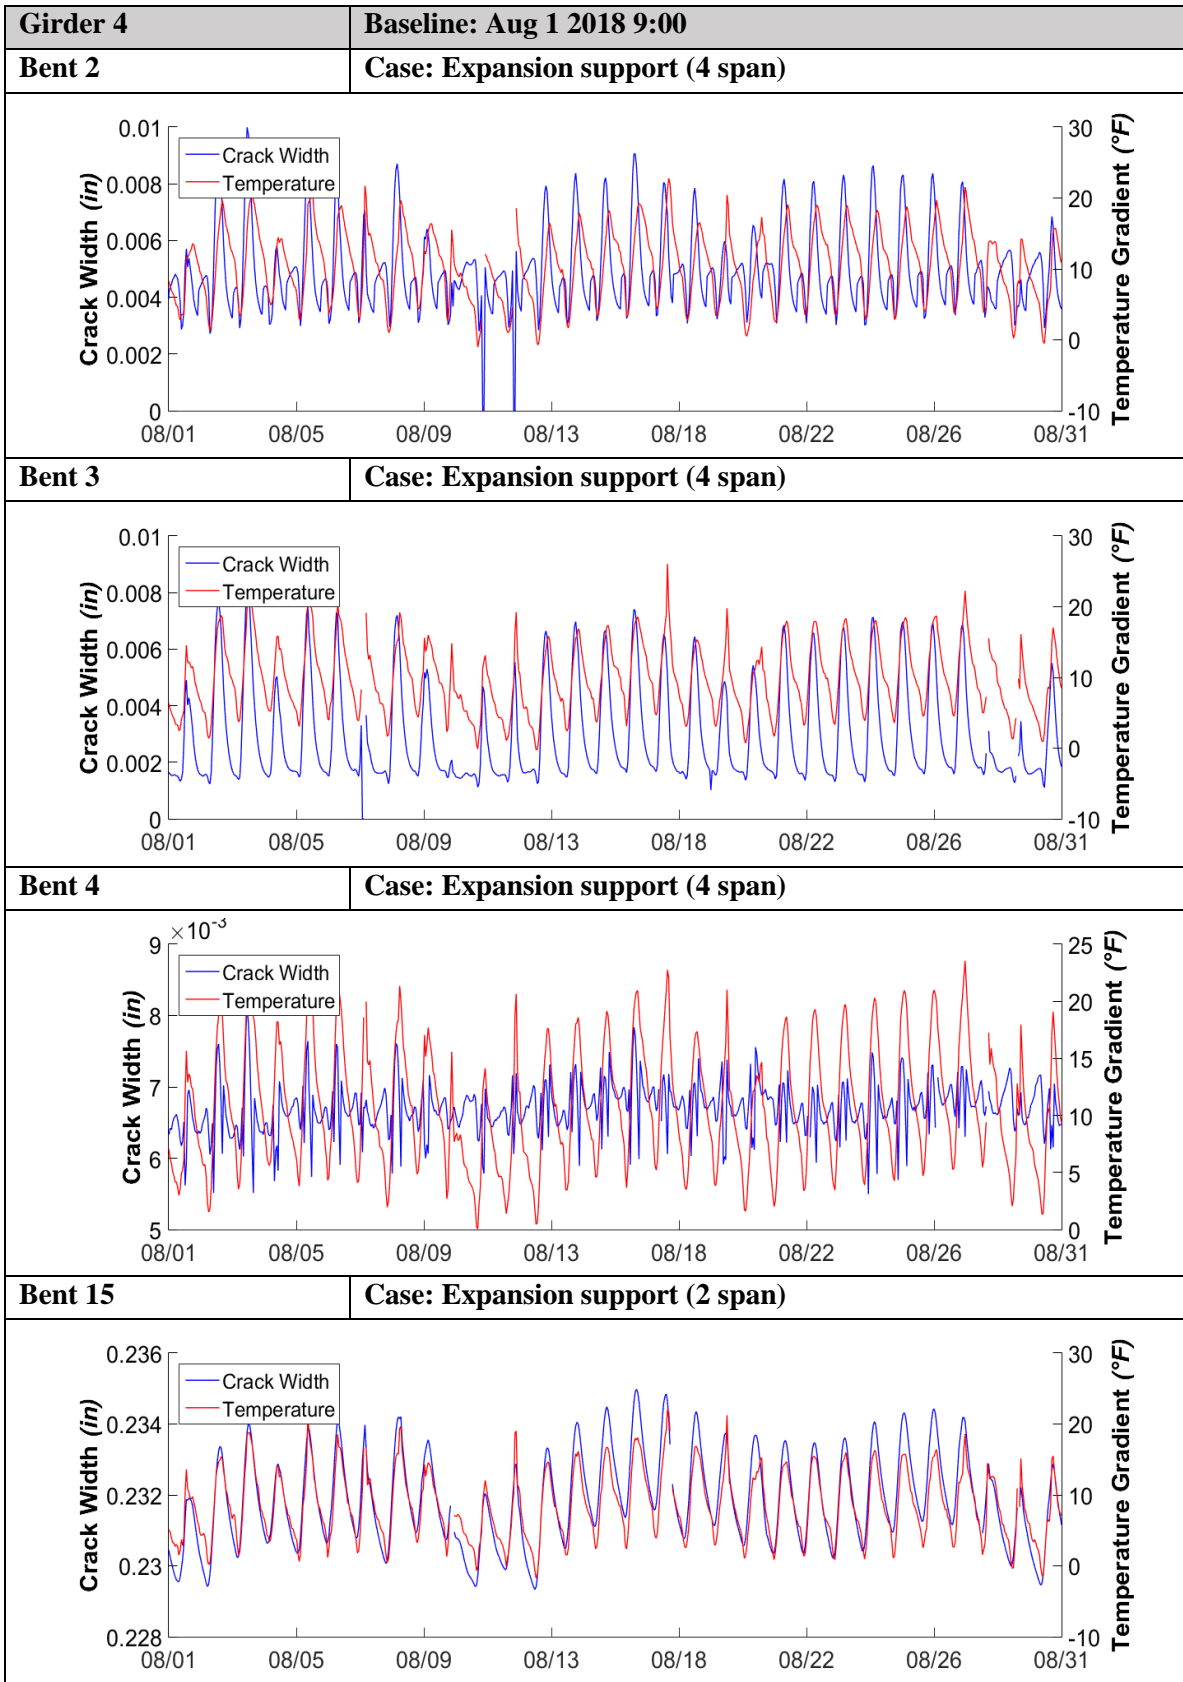 Girder 4 Baseline: Aug 1 2018 9:00
Bent 2 Case: Expansion support (4 span)
Crack Width (in)
0.01
0.008
0.006
0.004
0.002
0
Crack Width
Temperature
30
20
10
0
-10
Temperature Gradient (°F)
08/01 08/05 08/09 08/13 08/18 08/22 08/26 08/31
Bent 3 Case: Expansion support (4 span)
Crack Width (in)
0.01
0.008
0.006
0.004
0.002
0
Crack Width
Temperature
30
20
10
0
-10
Temperature Gradient (°F)
08/01 08/05 08/09 08/13 08/18 08/22 08/26 08/31
Bent 4 Case: Expansion support (4 span)
Crack Width (in)
×10⁻³
9
8
7
6
5
Crack Width
Temperature
25
20
15
10
5
0
Temperature Gradient (°F)
08/01 08/05 08/09 08/13 08/18 08/22 08/26 08/31
Bent 15 Case: Expansion support (2 span)
Crack Width (in)
0.236
0.234
0.232
0.23
0.228
Crack Width
Temperature
30
20
10
0
-10
Temperature Gradient (°F)
08/01 08/05 08/09 08/13 08/18 08/22 08/26 08/31